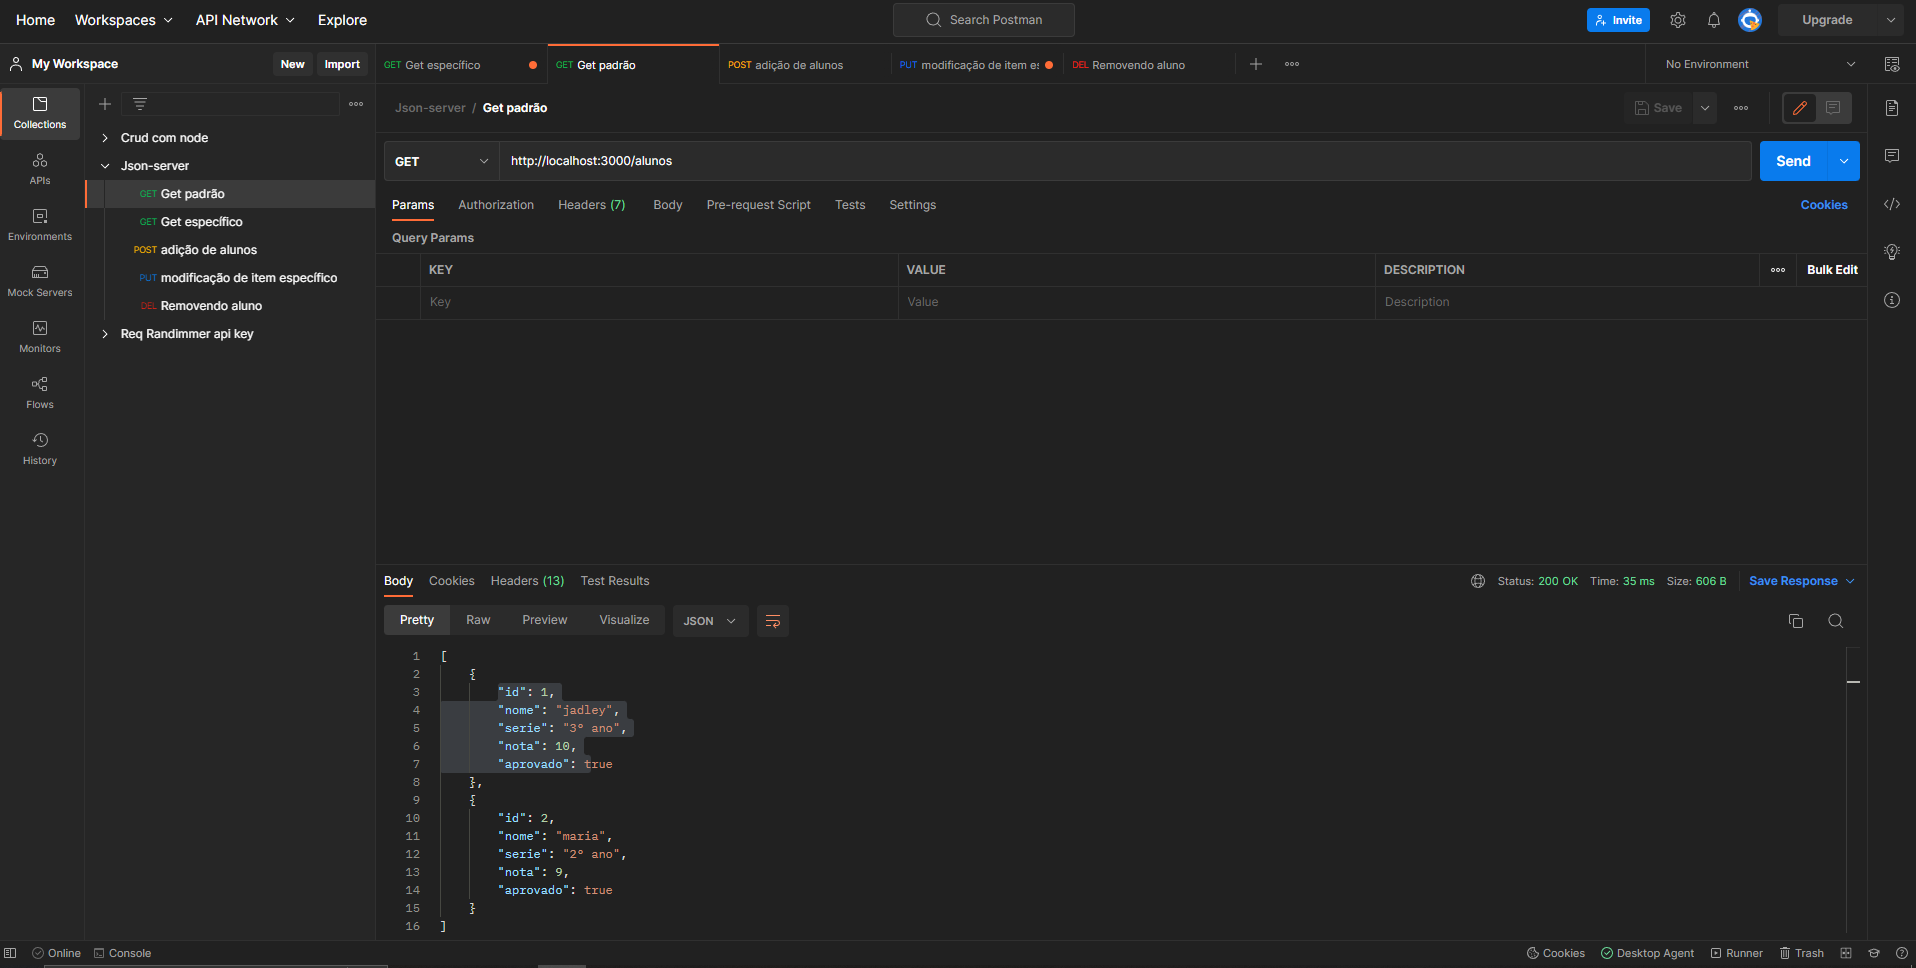 Home Workspaces API Network Explore Search Postman Invite Upgrade
My Workspace New Import GET Get específico GET Get padrão POST adição de alunos PUT modificação de item es DEL Removendo aluno No Environment
Collections
APIs
Environments
Mock Servers
Monitors
Flows
History
Crud com node
Json-server
GET Get padrão
GET Get específico
POST adição de alunos
PUT modificação de item específico
DEL Removendo aluno
Req Randimmer api key
Json-server / Get padrão Save
GET http://localhost:3000/alunos Send
Params Authorization Headers (7) Body Pre-request Script Tests Settings Cookies
Query Params
KEY VALUE DESCRIPTION Bulk Edit
Key Value Description
Body Cookies Headers (13) Test Results Status: 200 OK Time: 35 ms Size: 606 B Save Response
Pretty Raw Preview Visualize JSON
1 [
2 {
3 "id": 1,
4 "nome": "jadley",
5 "serie": "3º ano",
6 "nota": 10,
7 "aprovado": true
8 },
9 {
10 "id": 2,
11 "nome": "maria",
12 "serie": "2º ano",
13 "nota": 9,
14 "aprovado": true
15 }
16 ]
Online Console Cookies Desktop Agent Runner Trash